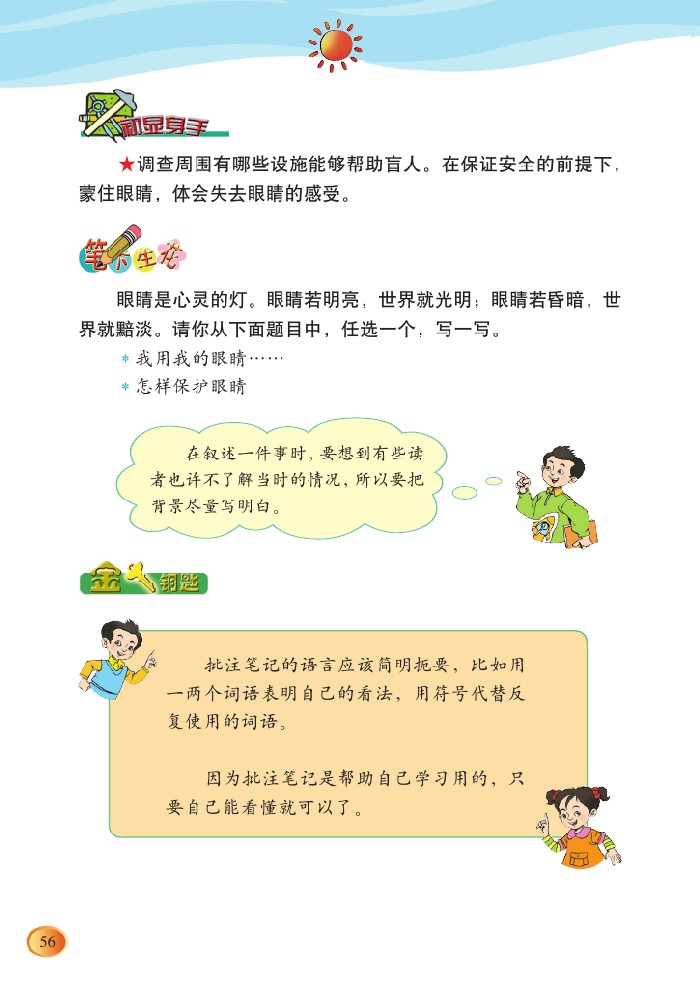 初显身手
★调查周围有哪些设施能够帮助盲人。在保证安全的前提下，
蒙住眼睛，体会失去眼睛的感受。
笔下生花
眼睛是心灵的灯。眼睛若明亮，世界就光明；眼睛若昏暗，世
界就黯淡。请你从下面题目中，任选一个，写一写。
* 我用我的眼睛……
* 怎样保护眼睛
在叙述一件事时，要想到有些读
者也许不了解当时的情况，所以要把
背景尽量写明白。
金钥匙
批注笔记的语言应该简明扼要，比如用
一两个词语表明自己的看法，用符号代替反
复使用的词语。
因为批注笔记是帮助自己学习用的，只
要自己能看懂就可以了。
56